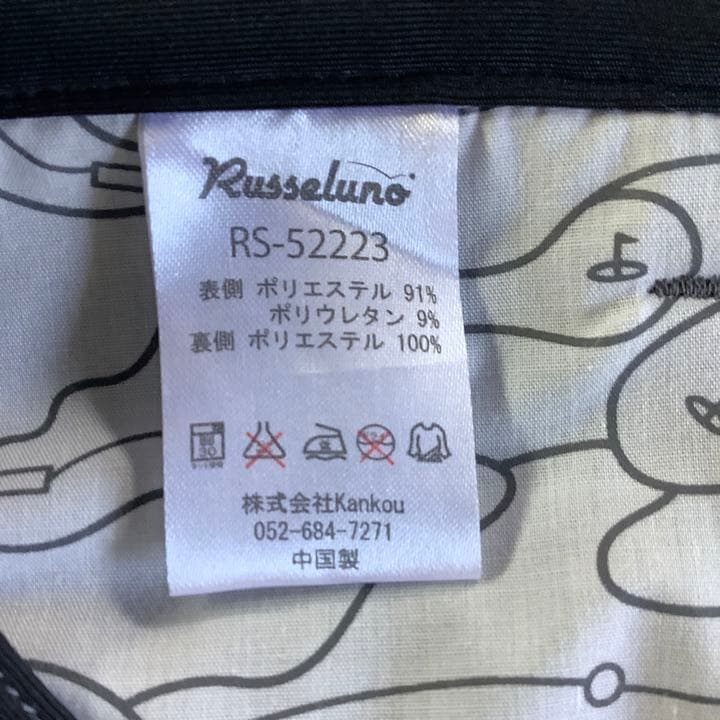 Russeluno
RS-52223
表側 ポリエステル 91%
ポリウレタン 9%
裏側 ポリエステル 100%
30
株式会社Kankou
052-684-7271
中国製